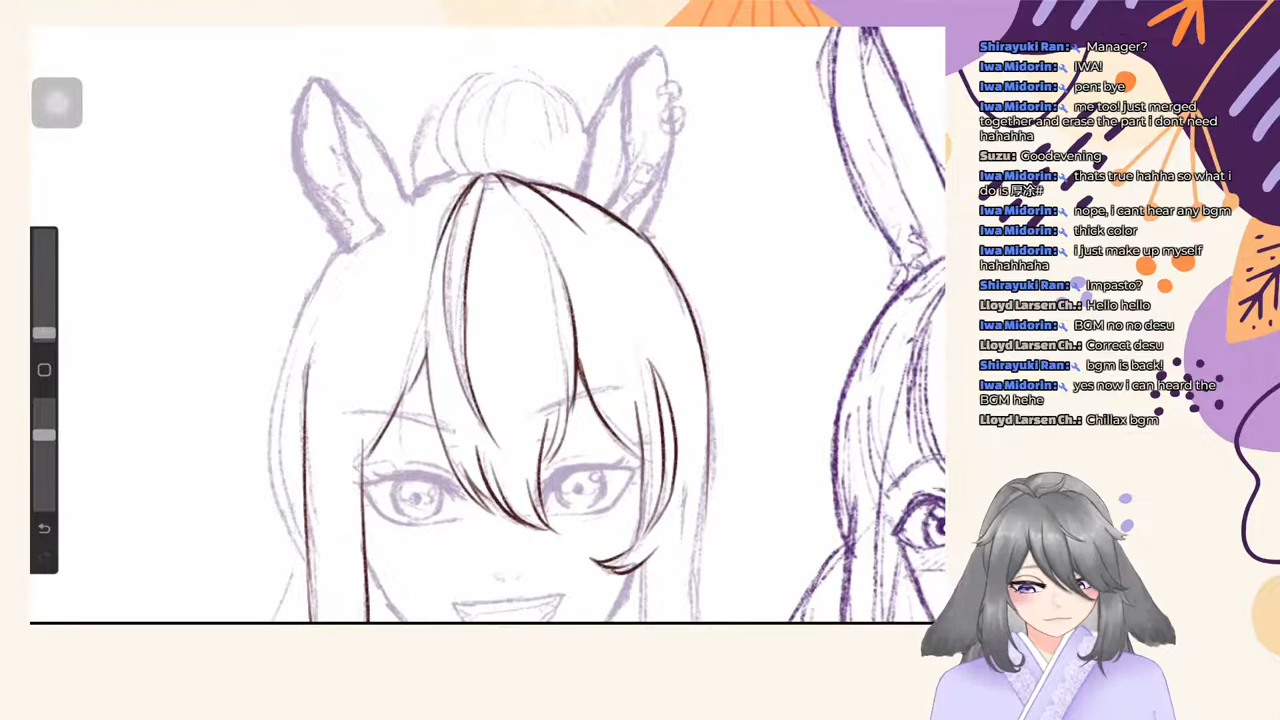 Shirayuki Ran: Manager?
Iwa Midorin: IWA!
Iwa Midorin: pen: bye
Iwa Midorin: me too! just merged
together and erase the part i dont need
hahahha
Suzu: Goodevening
Iwa Midorin: thats true hahha so what i
do is 厚涂#
Iwa Midorin: nope, i cant hear any bgm
Iwa Midorin: thick color
Iwa Midorin: i just make up myself
hahahhaha
Shirayuki Ran: Impasto?
Lloyd Larsen Ch.: Hello hello
Iwa Midorin: BGM no no desu
Lloyd Larsen Ch.: Correct desu
Shirayuki Ran: bgm is back!
Iwa Midorin: yes now i can heard the
BGM hehe
Lloyd Larsen Ch.: Chillax bgm